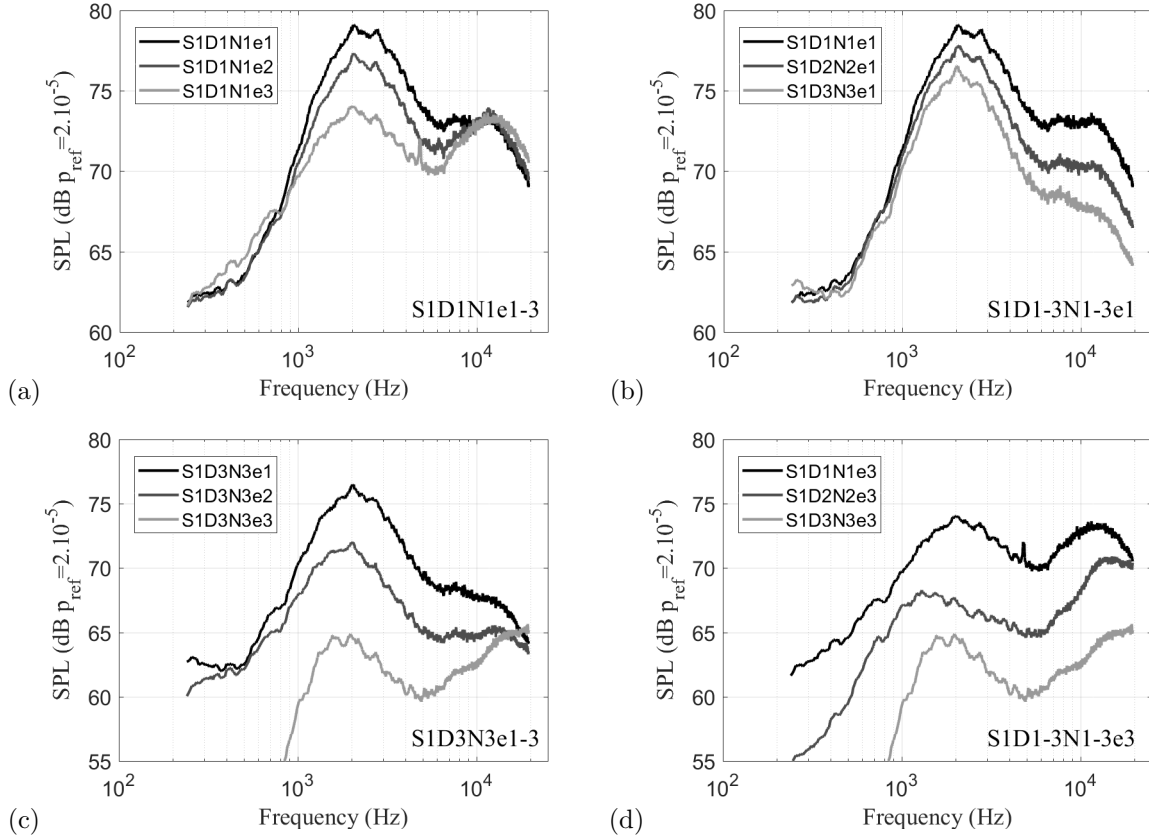 80
75
70
65
60
SPL (dB p_ref=2.10^-5)
S1D1N1e1
S1D1N1e2
S1D1N1e3
S1D1N1e1-3
10^2
10^3
10^4
Frequency (Hz)
(a)
80
75
70
65
60
SPL (dB p_ref=2.10^-5)
S1D1N1e1
S1D2N2e1
S1D3N3e1
S1D1-3N1-3e1
10^2
10^3
10^4
Frequency (Hz)
(b)
80
75
70
65
60
55
SPL (dB p_ref=2.10^-5)
S1D3N3e1
S1D3N3e2
S1D3N3e3
S1D3N3e1-3
10^2
10^3
10^4
Frequency (Hz)
(c)
80
75
70
65
60
55
SPL (dB p_ref=2.10^-5)
S1D1N1e3
S1D2N2e3
S1D3N3e3
S1D1-3N1-3e3
10^2
10^3
10^4
Frequency (Hz)
(d)